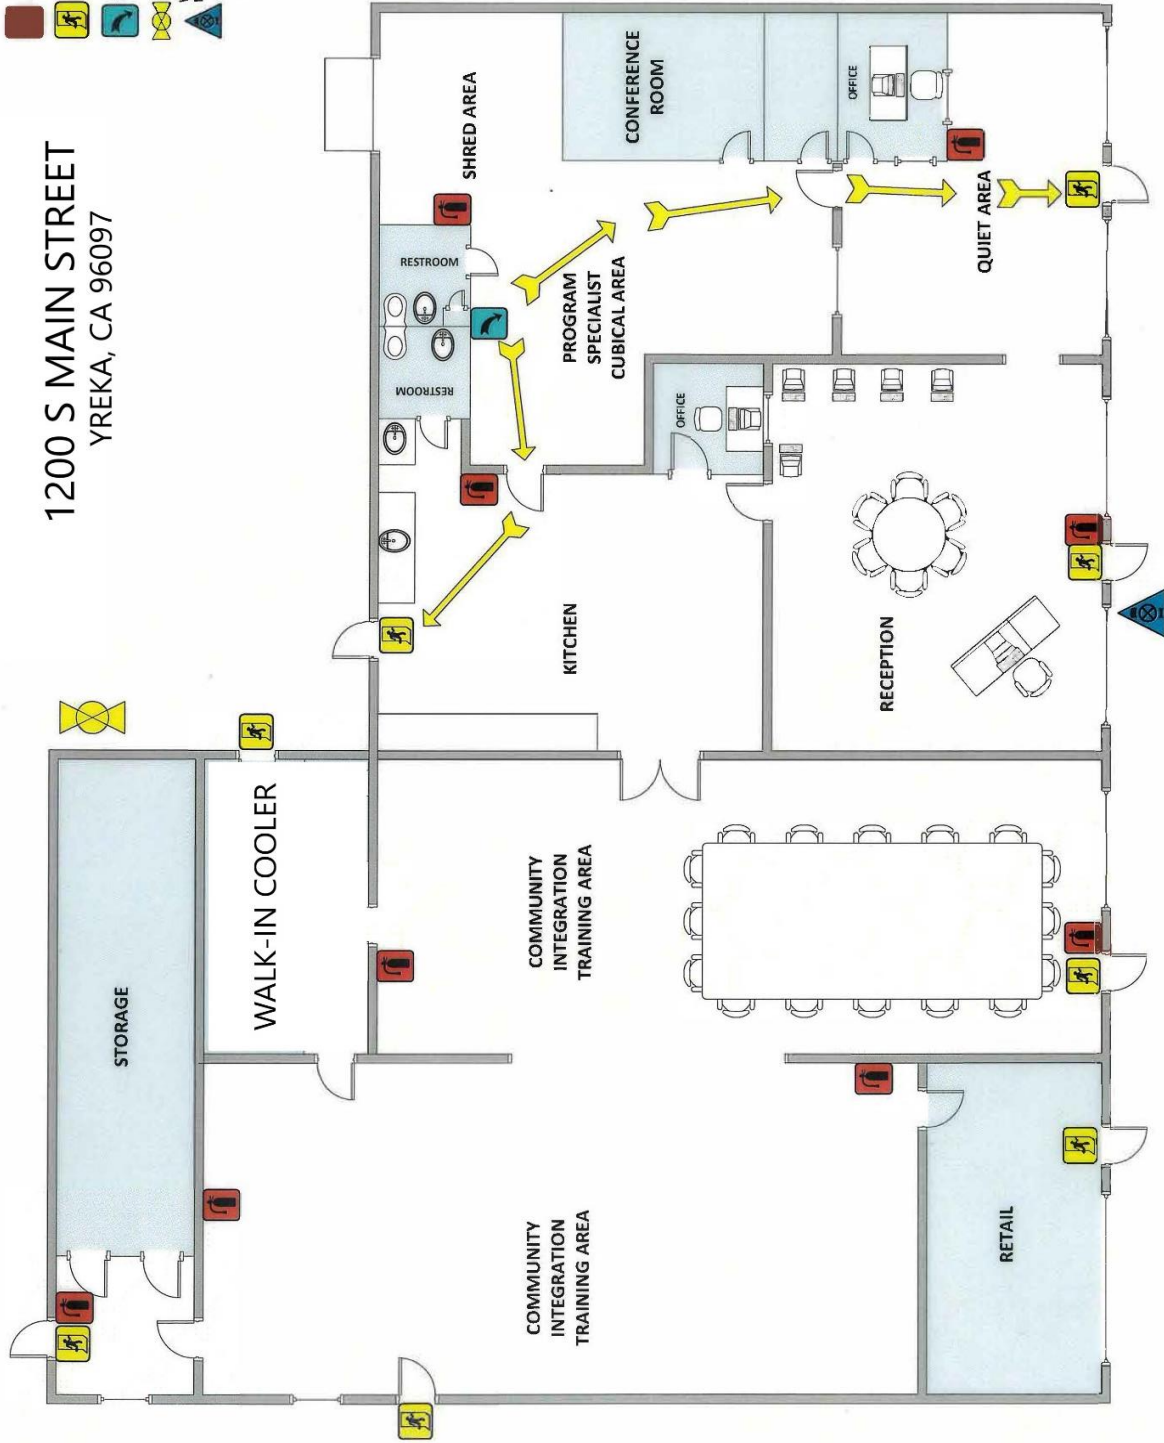 1200 S MAIN STREET
YREKA, CA 96097
STORAGE
WALK-IN COOLER
COMMUNITY
INTEGRATION
TRAINING AREA
COMMUNITY
INTEGRATION
TRAINING AREA
RETAIL
KITCHEN
RECEPTION
RESTROOM
RESTROOM
SHRED AREA
PROGRAM
SPECIALIST
CUBICAL AREA
OFFICE
CONFERENCE
ROOM
OFFICE
QUIET AREA